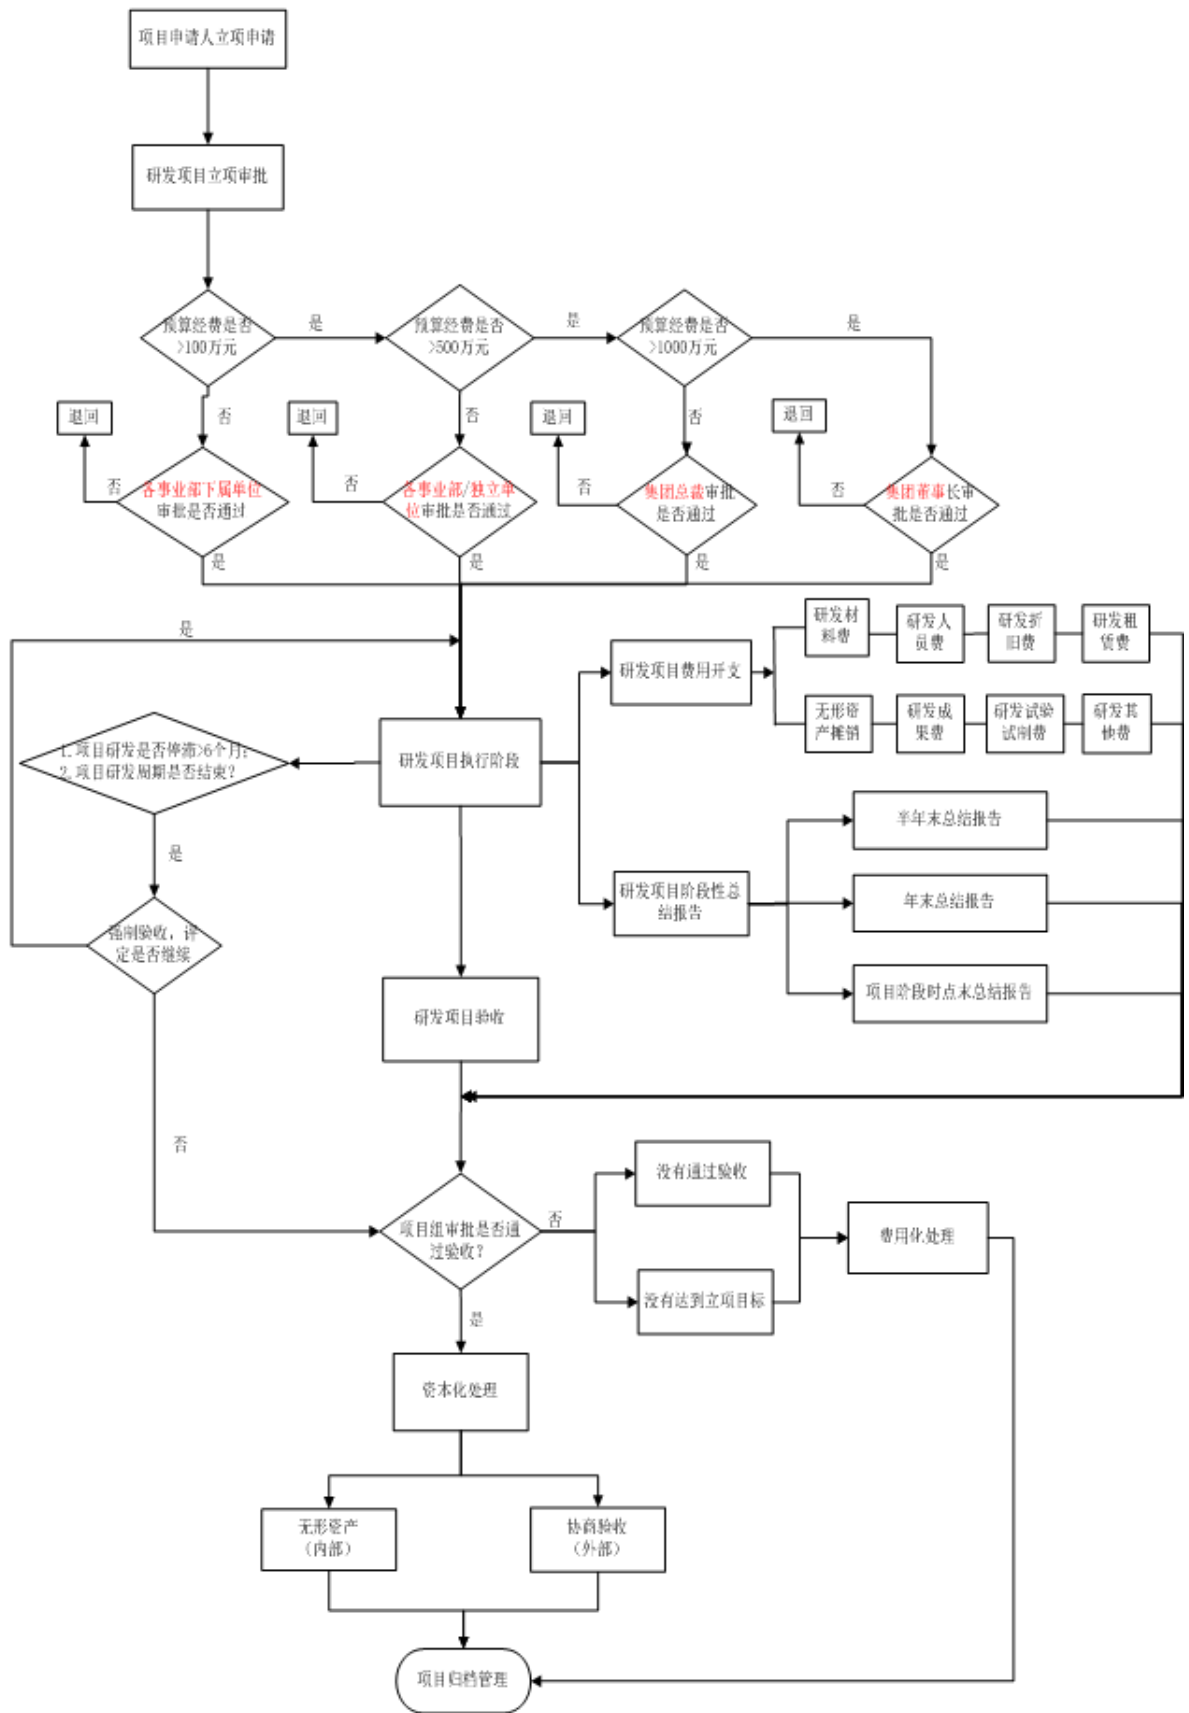 项目申请人立项申请
研发项目立项审批
预算经费是否
>100万元
是
预算经费是否
>500万元
是
预算经费是否
>1000万元
是
退回
否
退回
否
退回
否
退回
否
各事业部下属单位
审批是否通过
否
各事业部/独立单
位审批是否通过
否
集团总裁审批
是否通过
否
集团董事长审
批是否通过
是
是
是
是
是
研发项目费用开支
研发材
料费
研发人
员费
研发折
旧费
研发租
赁费
无形资
产摊销
研发成
果费
研发试验
试制费
研发其
他费
1.项目研发是否停滞>6个月；
2.项目研发周期是否结束？
研发项目执行阶段
半年末总结报告
是
研发项目阶段性总
结报告
年末总结报告
强制验收，评
定是否继续
项目阶段时点末总结报告
研发项目验收
否
没有通过验收
项目组审批是否通
过验收？
否
费用化处理
没有达到立项目标
是
资本化处理
无形资产
（内部）
协商验收
（外部）
项目归档管理